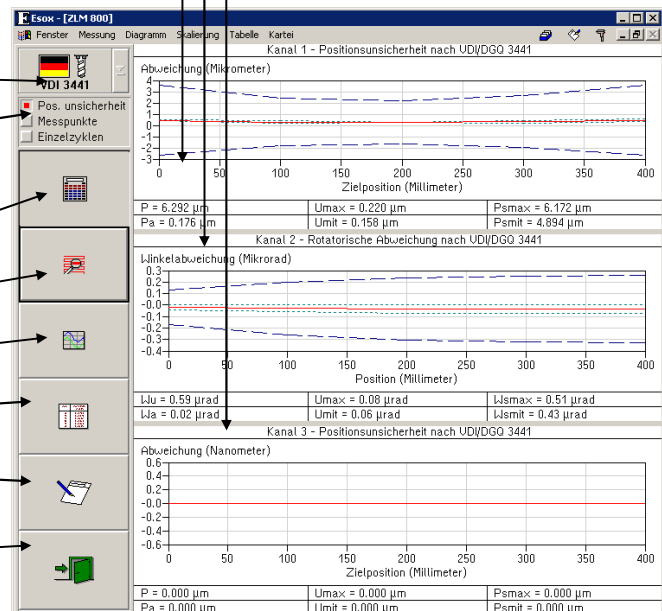 Esox - [ZLM 800]
Fenster Messung Diagramm Skalierung Tabelle Kartei
VDI 3441
Pos. unsicherheit
Messpunkte
Einzelzyklen
Kanal 1 - Positionsunsicherheit nach VDI/DGQ 3441
Abweichung (Mikrometer)
4
3
2
1
0
-1
-2
-3
0 50 100 150 200 250 300 350 400
Zielposition (Millimeter)
P = 6.292 µm Umax = 0.220 µm Psmax = 6.172 µm
Pa = 0.176 µm Umit = 0.158 µm Psmit = 4.894 µm
Kanal 2 - Rotatorische Abweichung nach VDI/DGQ 3441
Winkelabweichung (Mikrorad)
0.3
0.2
0.1
-0.0
-0.1
-0.2
-0.3
-0.4
0 50 100 150 200 250 300 350 400
Position (Millimeter)
Wu = 0.59 µrad Umax = 0.08 µrad Wsmax = 0.51 µrad
Wa = 0.02 µrad Umit = 0.06 µrad Wsmit = 0.43 µrad
Kanal 3 - Positionsunsicherheit nach VDI/DGQ 3441
Abweichung (Nanometer)
0.6
0.4
0.2
-0.0
-0.2
-0.4
-0.6
0 50 100 150 200 250 300 350 400
Zielposition (Millimeter)
P = 0.000 µm Umax = 0.000 µm Psmax = 0.000 µm
Pa = 0.000 µm Umit = 0.000 µm Psmit = 0.000 µm